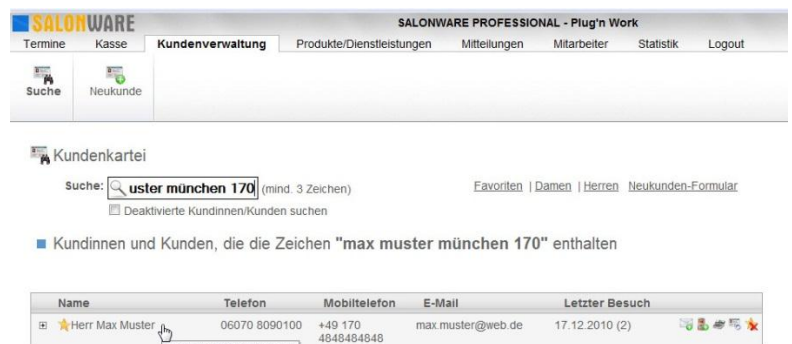 SALONWARE
SALONWARE PROFESSIONAL - Plug'n Work
Termine Kasse Kundenverwaltung Produkte/Dienstleistungen Mitteilungen Mitarbeiter Statistik Logout
Suche Neukunde
Kundenkartei
Suche: uster münchen 170 (mind. 3 Zeichen) Favoriten | Damen | Herren Neukunden-Formular
Deaktivierte Kundinnen/Kunden suchen
Kundinnen und Kunden, die die Zeichen "max muster münchen 170" enthalten
Name Telefon Mobiltelefon E-Mail Letzter Besuch
Herr Max Muster 06070 8090100 +49 170 max.muster@web.de 17.12.2010 (2)
4848484848